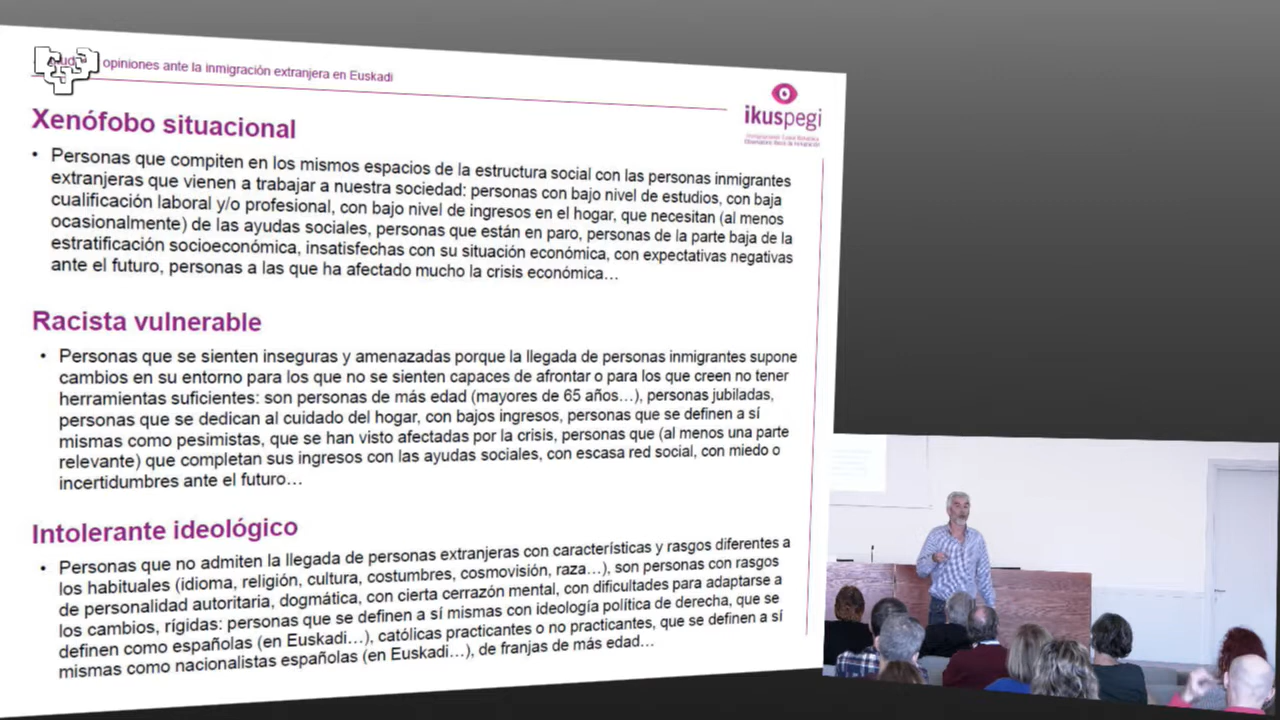 opiniones ante la inmigración extranjera en Euskadi
ikuspegi
Xenófobo situacional
• Personas que compiten en los mismos espacios de la estructura social con las personas inmigrantes
extranjeras que vienen a trabajar a nuestra sociedad: personas con bajo nivel de estudios, con baja
cualificación laboral y/o profesional, con bajo nivel de ingresos en el hogar, que necesitan (al menos
ocasionalmente) de las ayudas sociales, personas que están en paro, personas de la parte baja de la
estratificación socioeconómica, insatisfechas con su situación económica, con expectativas negativas
ante el futuro, personas a las que ha afectado mucho la crisis económica…
Racista vulnerable
• Personas que se sienten inseguras y amenazadas porque la llegada de personas inmigrantes supone
cambios en su entorno para los que no se sienten capaces de afrontar o para los que creen no tener
herramientas suficientes: son personas de más edad (mayores de 65 años…), personas jubiladas,
personas que se dedican al cuidado del hogar, con bajos ingresos, personas que se definen a sí
mismas como pesimistas, que se han visto afectadas por la crisis, personas que (al menos una parte
relevante) que completan sus ingresos con las ayudas sociales, con escasa red social, con miedo o
incertidumbres ante el futuro…
Intolerante ideológico
• Personas que no admiten la llegada de personas extranjeras con características y rasgos diferentes a
los habituales (idioma, religión, cultura, costumbres, cosmovisión, raza…), son personas con rasgos
de personalidad autoritaria, dogmática, con cierta cerrazón mental, con dificultades para adaptarse a
los cambios, rígidas: personas que se definen a sí mismas con ideología política de derecha, que se
definen como españolas (en Euskadi…), católicas practicantes o no practicantes, que se definen a sí
mismas como nacionalistas españolas (en Euskadi…), de franjas de más edad…